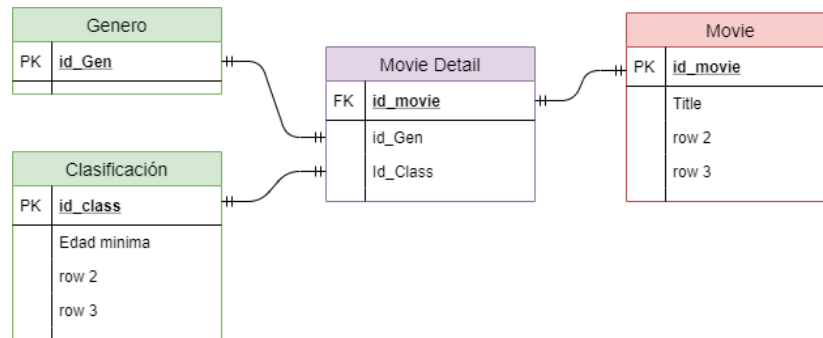 Genero
PK id_Gen
Clasificación
PK id_class
Edad minima
row 2
row 3
Movie Detail
FK id_movie
id_Gen
Id_Class
Movie
PK id_movie
Title
row 2
row 3